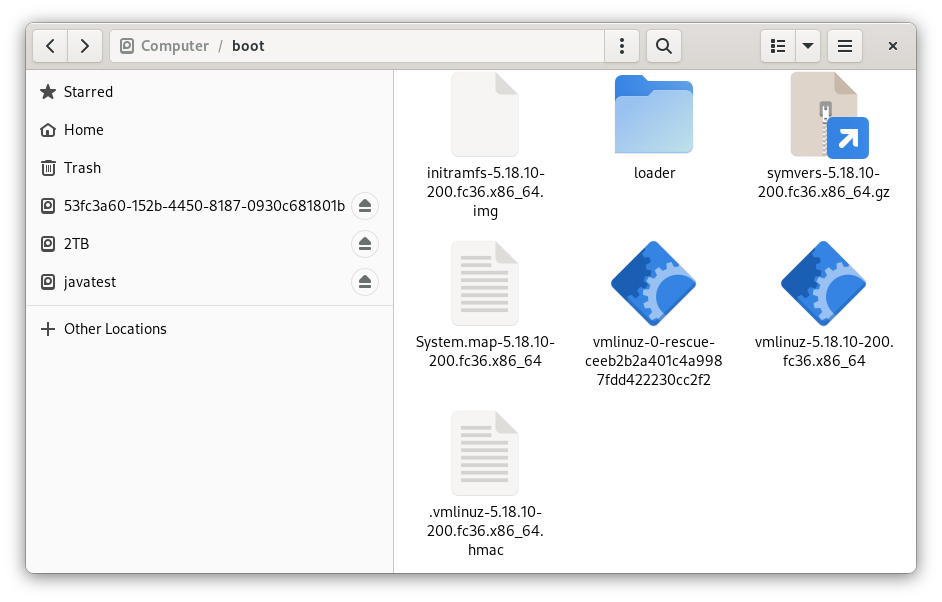 Computer / boot
Starred
Home
Trash
53fc3a60-152b-4450-8187-0930c681801b
2TB
javatest
Other Locations
initramfs-5.18.10-
200.fc36.x86_64.
img
loader
symvers-5.18.10-
200.fc36.x86_64.gz
System.map-5.18.10-
200.fc36.x86_64
vmlinuz-0-rescue-
ceeb2b2a401c4a998
7fdd422230cc2f2
vmlinuz-5.18.10-200.
fc36.x86_64
.vmlinuz-5.18.10-
200.fc36.x86_64.
hmac